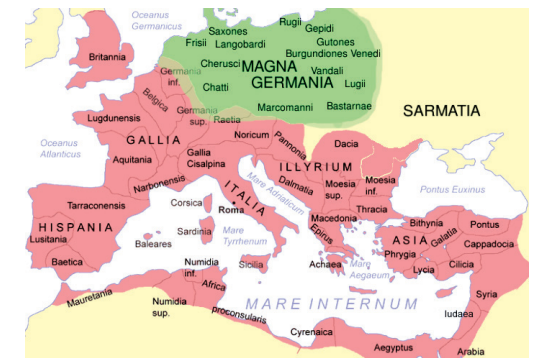 Oceanus
Germanicus
Rugii
Saxones
Gepidi
Frisii
Langobardi
Gutones
Burgundiones Venedi
Britannia
Cherusci
MAGNA
GERMANIA
Vandali
Lugii
Germania
inf.
Chatti
Belgica
Germania
sup.
Marcomanni
Bastarnae
SARMATIA
Lugdunensis
Raetia
Noricum
Pannonia
Dacia
Oceanus
Atlanticus
GALLIA
Aquitania
Gallia
Cisalpina
ILLYRIUM
Narbonensis
Mare Adriaticum
Dalmatia
Moesia
sup.
Moesia
inf.
Pontus Euxinus
Tarraconensis
Corsica
ITALIA
Roma
Thracia
Macedonia
Bithynia
Pontus
HISPANIA
Lusitania
Baetica
Baleares
Sardinia
Mare
Tyrrhenum
Epirus
ASIA
Galatia
Cappadocia
Phrygia
Numidia
inf.
Sicilia
Achaea
Mare
Aegaeum
Lycia
Cilicia
Mauretania
Numidia
sup.
Africa
proconsularis
MARE INTERNUM
Syria
Iudaea
Cyrenaica
Aegyptus
Arabia